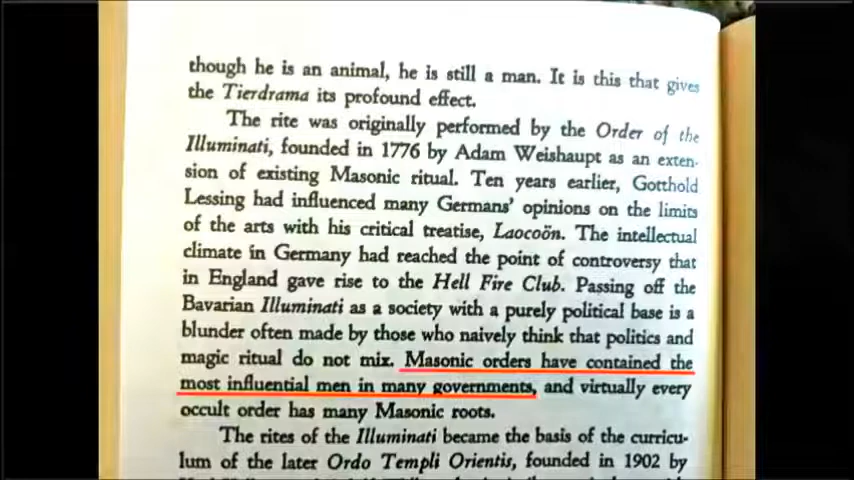 though he is an animal, he is still a man. It is this that gives
the Tierdrama its profound effect.
The rite was originally performed by the Order of the
Illuminati, founded in 1776 by Adam Weishaupt as an exten-
sion of existing Masonic ritual. Ten years earlier, Gotthold
Lessing had influenced many Germans' opinions on the limits
of the arts with his critical treatise, Laocoön. The intellectual
climate in Germany had reached the point of controversy that
in England gave rise to the Hell Fire Club. Passing off the
Bavarian Illuminati as a society with a purely political base is a
blunder often made by those who naively think that politics and
magic ritual do not mix. Masonic orders have contained the
most influential men in many governments, and virtually every
occult order has many Masonic roots.
The rites of the Illuminati became the basis of the curricu-
lum of the later Ordo Templi Orientis, founded in 1902 by